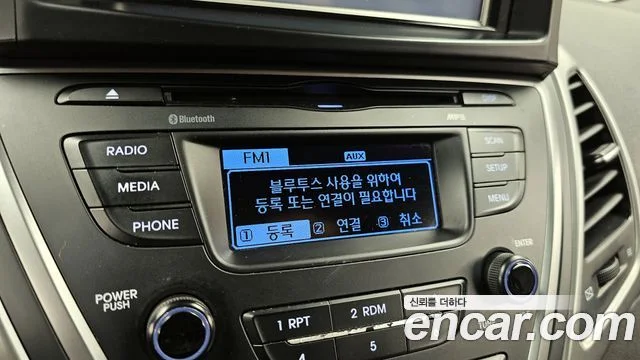 Bluetooth
MP3
DISP
RADIO
MEDIA
PHONE
FM1
AUX
블루투스 사용을 위하여
등록 또는 연결이 필요합니다
① 등록 ② 연결 ③ 취소
SCAN
SETUP
MENU
ENTER
POWER
PUSH
1 RPT
2 RDM
5
신뢰를 더하다
encar.com